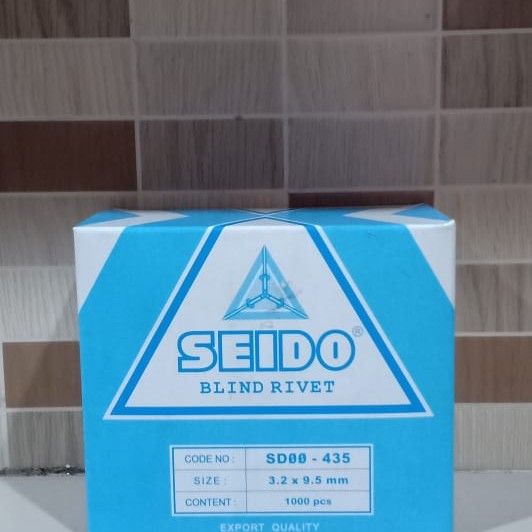 SEIDO®
BLIND RIVET
CODE NO : SD00 - 435
SIZE : 3.2 x 9.5 mm
CONTENT : 1000 pcs
EXPORT QUALITY